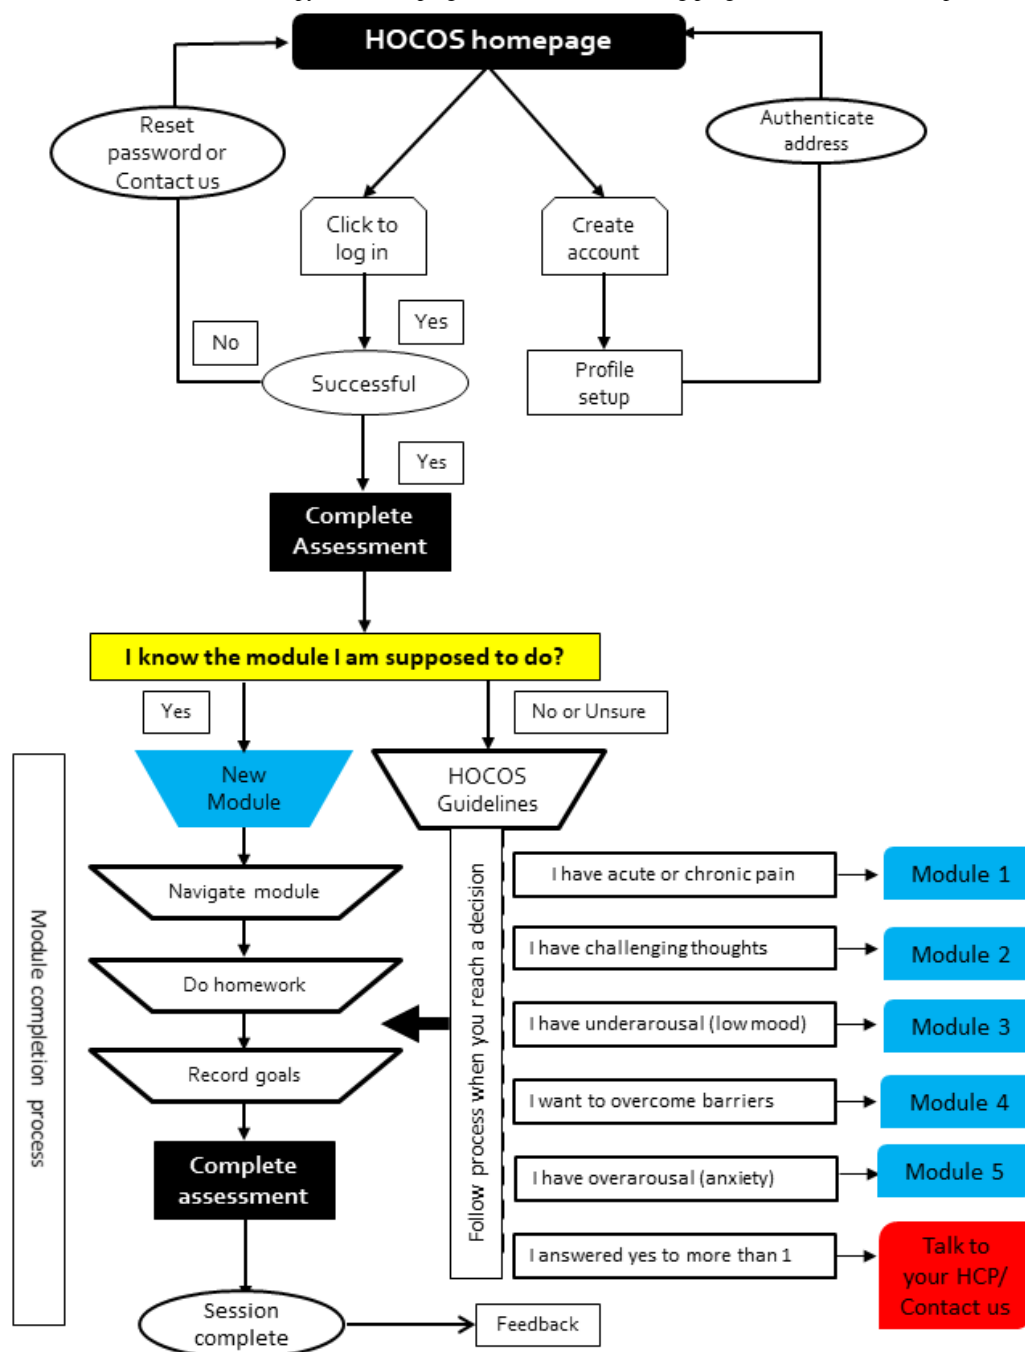 HOCOS homepage
Reset
password or
Contact us
Authenticate
address
Click to
log in
Create
account
Yes
No
Successful
Profile
setup
Yes
Complete
Assessment
I know the module I am supposed to do?
Yes
No or Unsure
New
Module
HOCOS
Guidelines
Module completion process
Follow process when you reach a decision
Navigate module
Do homework
Record goals
Complete
assessment
Session
complete
Feedback
I have acute or chronic pain
Module 1
I have challenging thoughts
Module 2
I have underarousal (low mood)
Module 3
I want to overcome barriers
Module 4
I have overarousal (anxiety)
Module 5
I answered yes to more than 1
Talk to
your HCP/
Contact us